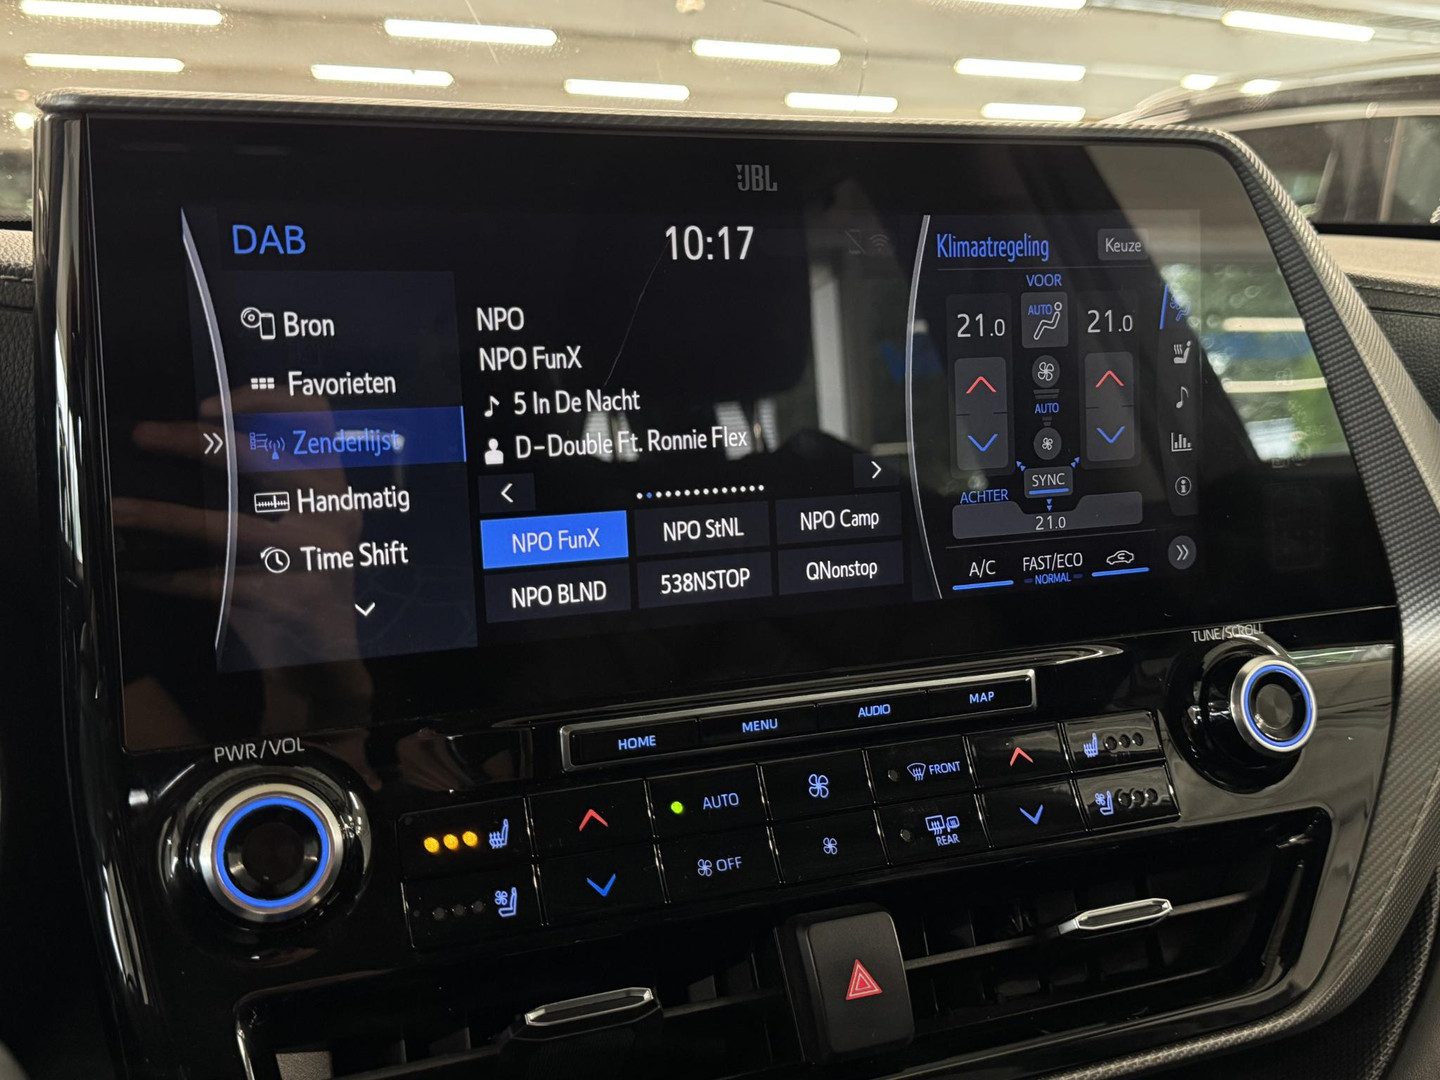 JBL
DAB
10:17
Bron
Favorieten
Zenderlijst
Handmatig
Time Shift
NPO
NPO FunX
5 In De Nacht
D-Double Ft. Ronnie Flex
NPO FunX
NPO StNL
NPO Camp
NPO BLND
538NSTOP
QNonstop
Klimaatregeling
Keuze
VOOR
21.0
AUTO
21.0
AUTO
SYNC
ACHTER
21.0
A/C
FAST/ECO
NORMAL
TUNE/SCROLL
PWR/VOL
HOME
MENU
AUDIO
MAP
AUTO
FRONT
OFF
REAR